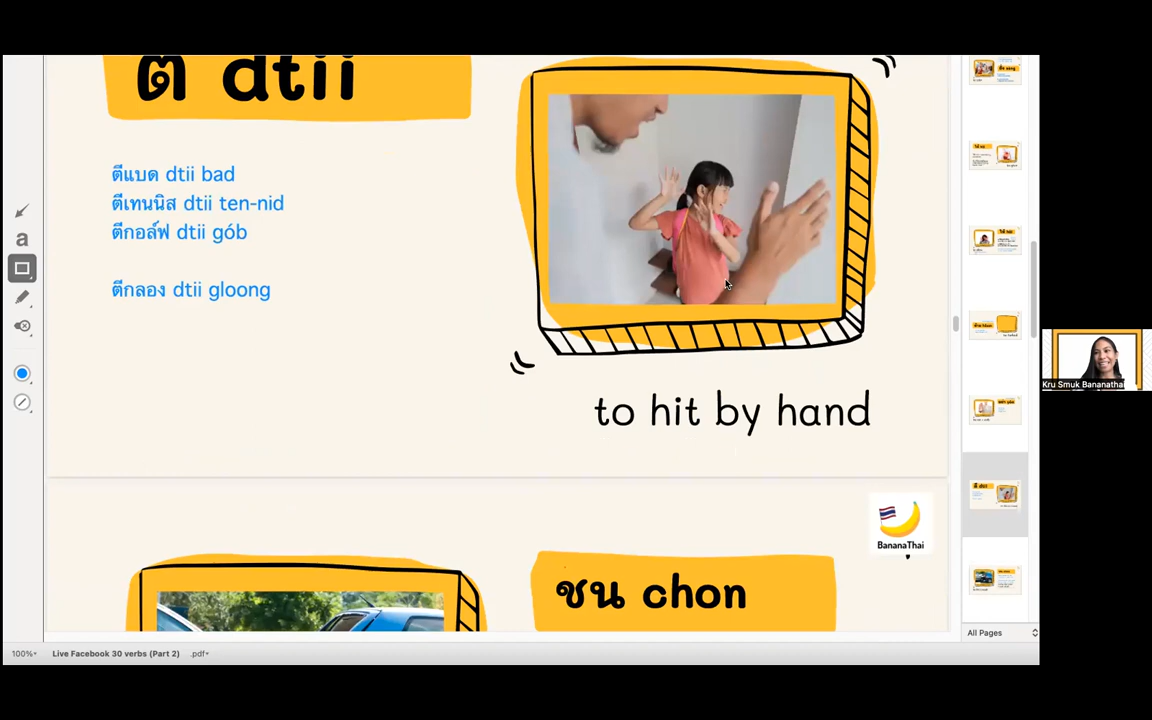 ตี dtii
ตีแบด dtii bad
ตีเทนนิส dtii ten-nid
ตีกอล์ฟ dtii gób
ตีกลอง dtii gloong
to hit by hand
BananaThai
ชน chon
a
Kru Smuk Bananathai
All Pages
100%
Live Facebook 30 verbs (Part 2)
.pdf